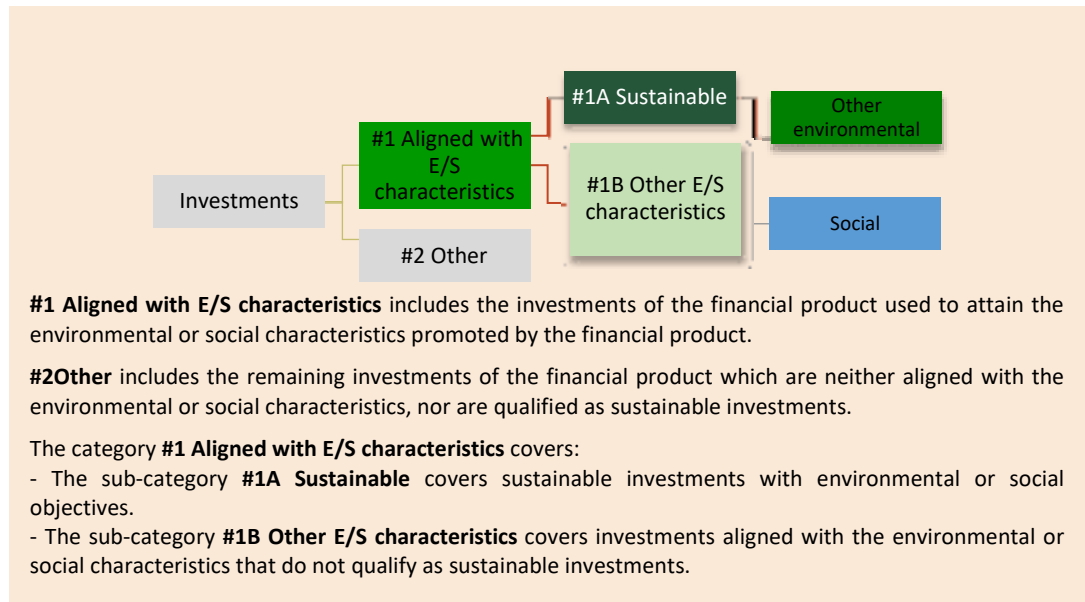 #1A Sustainable
Other
environmental
#1 Aligned with
E/S
characteristics
#1B Other E/S
characteristics
Investments
Social
#2 Other
#1 Aligned with E/S characteristics includes the investments of the financial product used to attain the
environmental or social characteristics promoted by the financial product.
#2Other includes the remaining investments of the financial product which are neither aligned with the
environmental or social characteristics, nor are qualified as sustainable investments.
The category #1 Aligned with E/S characteristics covers:
- The sub-category #1A Sustainable covers sustainable investments with environmental or social
objectives.
- The sub-category #1B Other E/S characteristics covers investments aligned with the environmental or
social characteristics that do not qualify as sustainable investments.